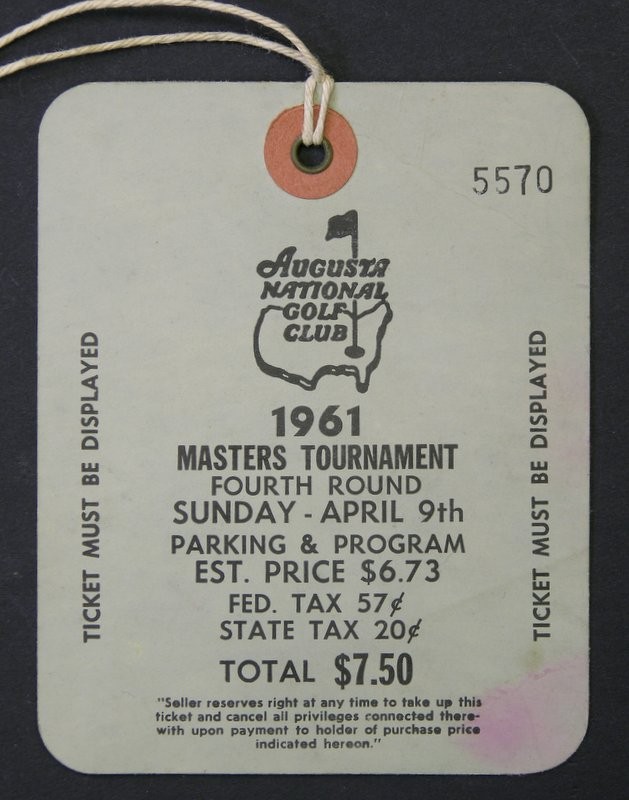 5570
AUGUSTA
NATIONAL
GOLF
CLUB
TICKET MUST BE DISPLAYED
TICKET MUST BE DISPLAYED
1961
MASTERS TOURNAMENT
FOURTH ROUND
SUNDAY - APRIL 9th
PARKING & PROGRAM
EST. PRICE $6.73
FED. TAX 57¢
STATE TAX 20¢
TOTAL $7.50
"Seller reserves right at any time to take up this
ticket and cancel all privileges connected there-
with upon payment to holder of purchase price
indicated hereon."